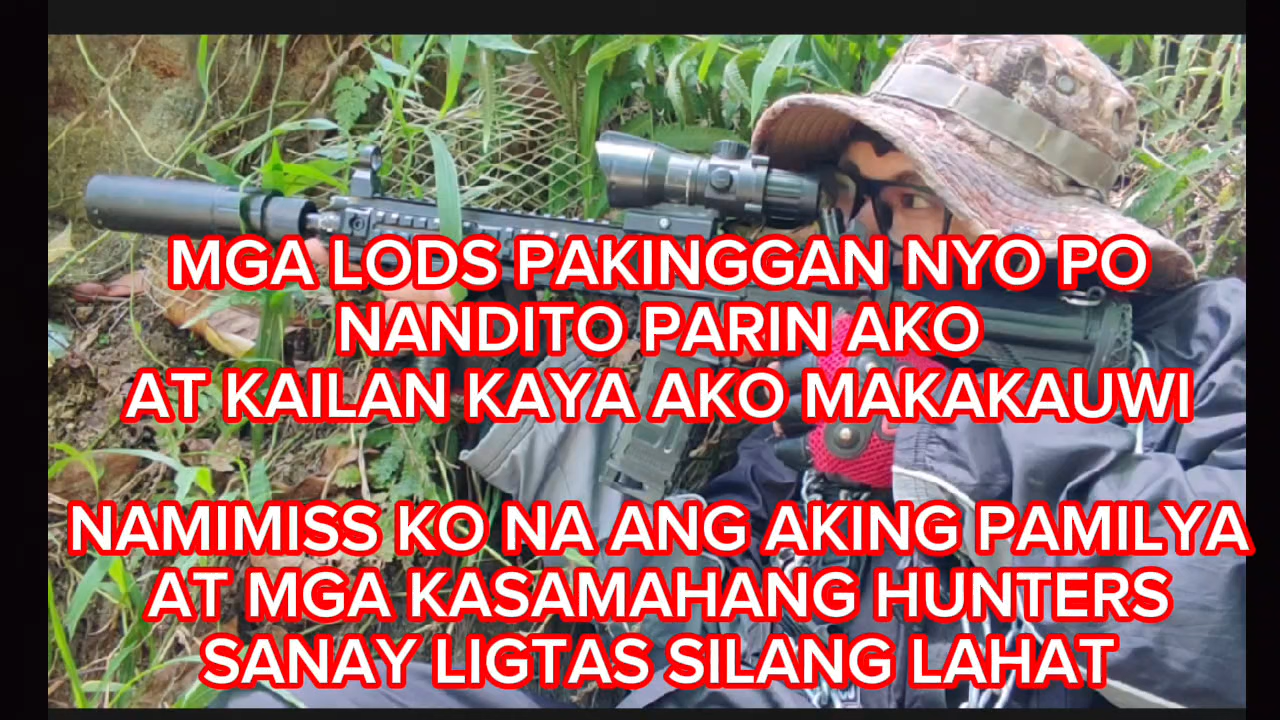 MGA LODS PAKINGGAN NYO PO
NANDITO PARIN AKO
AT KAILAN KAYA AKO MAKAKAUWI
NAMIMISS KO NA ANG AKING PAMILYA
AT MGA KASAMAHANG HUNTERS
SANAY LIGTAS SILANG LAHAT